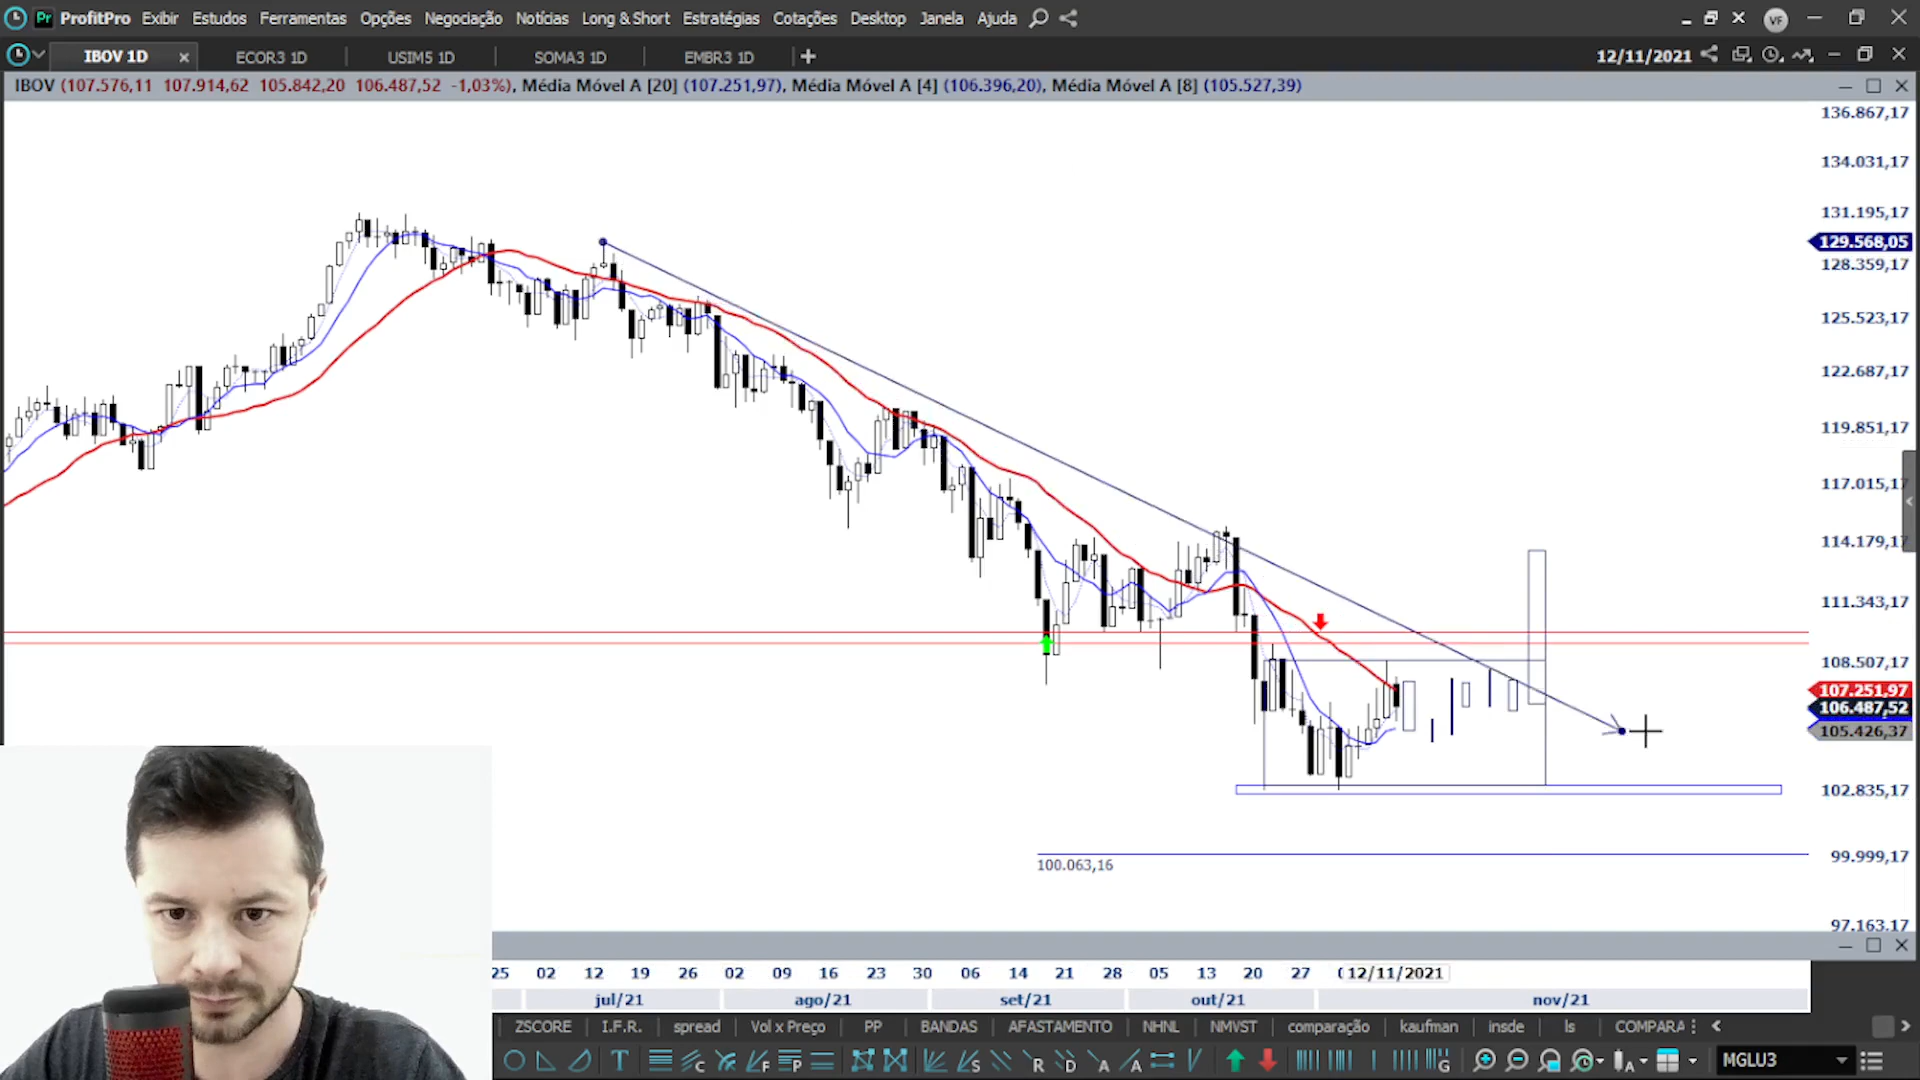 Pr ProfitPro Exibir Estudos Ferramentas Opções Negociação Notícias Long & Short Estratégias Cotações Desktop Janela Ajuda VF
IBOV 1D ECOR3 1D USIM5 1D SOMA3 1D EMBR3 1D 12/11/2021
IBOV (107.576,11 107.914,62 105.842,20 106.487,52 -1,03%), Média Móvel A [20] (107.251,97), Média Móvel A [4] (106.396,20), Média Móvel A [8] (105.527,39)
136.867,17
134.031,17
131.195,17
129.568,05
128.359,17
125.523,17
122.687,17
119.851,17
117.015,17
114.179,17
111.343,17
108.507,17
107.251,97
106.487,52
105.426,37
102.835,17
99.999,17
100.063,16
97.163,17
25 02 12 19 26 02 09 16 23 30 06 14 21 28 05 13 20 27 12/11/2021
jul/21 ago/21 set/21 out/21 nov/21
ZSCORE I.F.R. spread Vol x Preço PP BANDAS AFASTAMENTO NHNL NMVST comparação kaufman insde ls COMPARA
T C F P S R D A A G A MGLU3